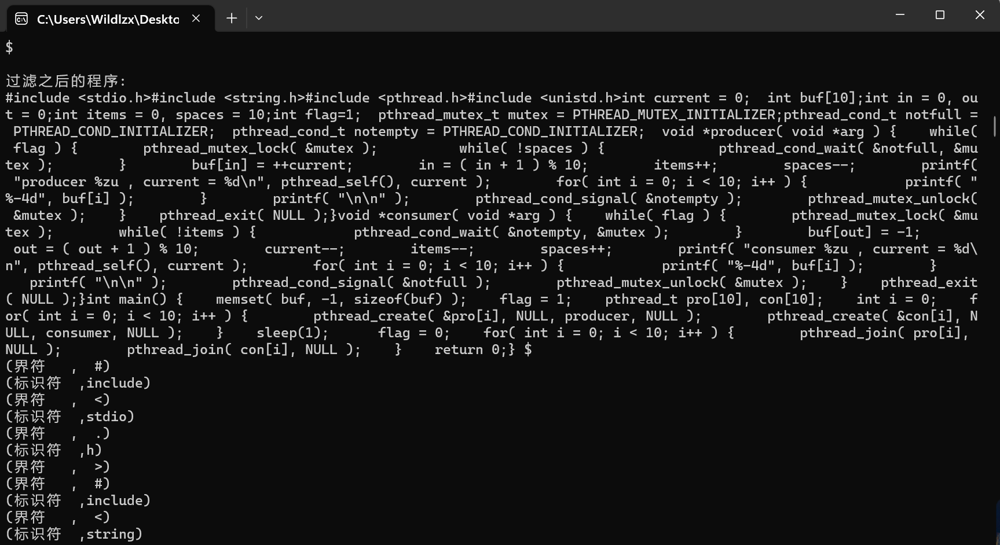 C:\Users\Wildlzx\Deskto
$
过滤之后的程序:
#include <stdio.h>#include <string.h>#include <pthread.h>#include <unistd.h>int current = 0;  int buf[10];int in = 0, ou
t = 0;int items = 0, spaces = 10;int flag=1;  pthread_mutex_t mutex = PTHREAD_MUTEX_INITIALIZER;pthread_cond_t notfull =
 PTHREAD_COND_INITIALIZER;  pthread_cond_t notempty = PTHREAD_COND_INITIALIZER;  void *producer( void *arg ) {    while(
 flag ) {        pthread_mutex_lock( &mutex );          while( !spaces ) {              pthread_cond_wait( &notfull, &mu
tex );        }        buf[in] = ++current;        in = ( in + 1 ) % 10;        items++;        spaces--;        printf(
 "producer %zu , current = %d\n", pthread_self(), current );        for( int i = 0; i < 10; i++ ) {            printf( "
%-4d", buf[i] );        }        printf( "\n\n" );        pthread_cond_signal( &notempty );        pthread_mutex_unlock(
 &mutex );    }    pthread_exit( NULL );}void *consumer( void *arg ) {    while( flag ) {        pthread_mutex_lock( &mu
tex );        while( !items ) {            pthread_cond_wait( &notempty, &mutex );        }        buf[out] = -1;
 out = ( out + 1 ) % 10;        current--;        items--;        spaces++;        printf( "consumer %zu , current = %d\
n", pthread_self(), current );        for( int i = 0; i < 10; i++ ) {            printf( "%-4d", buf[i] );        }
   printf( "\n\n" );        pthread_cond_signal( &notfull );        pthread_mutex_unlock( &mutex );    }    pthread_exit
( NULL );}int main() {    memset( buf, -1, sizeof(buf) );    flag = 1;    pthread_t pro[10], con[10];    int i = 0;    f
or( int i = 0; i < 10; i++ ) {        pthread_create( &pro[i], NULL, producer, NULL );        pthread_create( &con[i], N
ULL, consumer, NULL );    }    sleep(1);      flag = 0;    for( int i = 0; i < 10; i++ ) {        pthread_join( pro[i],
NULL );        pthread_join( con[i], NULL );    }    return 0;} $
(界符   ,  #)
(标识符  ,include)
(界符   ,  <)
(标识符  ,stdio)
(界符   ,  .)
(标识符  ,h)
(界符   ,  >)
(界符   ,  #)
(标识符  ,include)
(界符   ,  <)
(标识符  ,string)